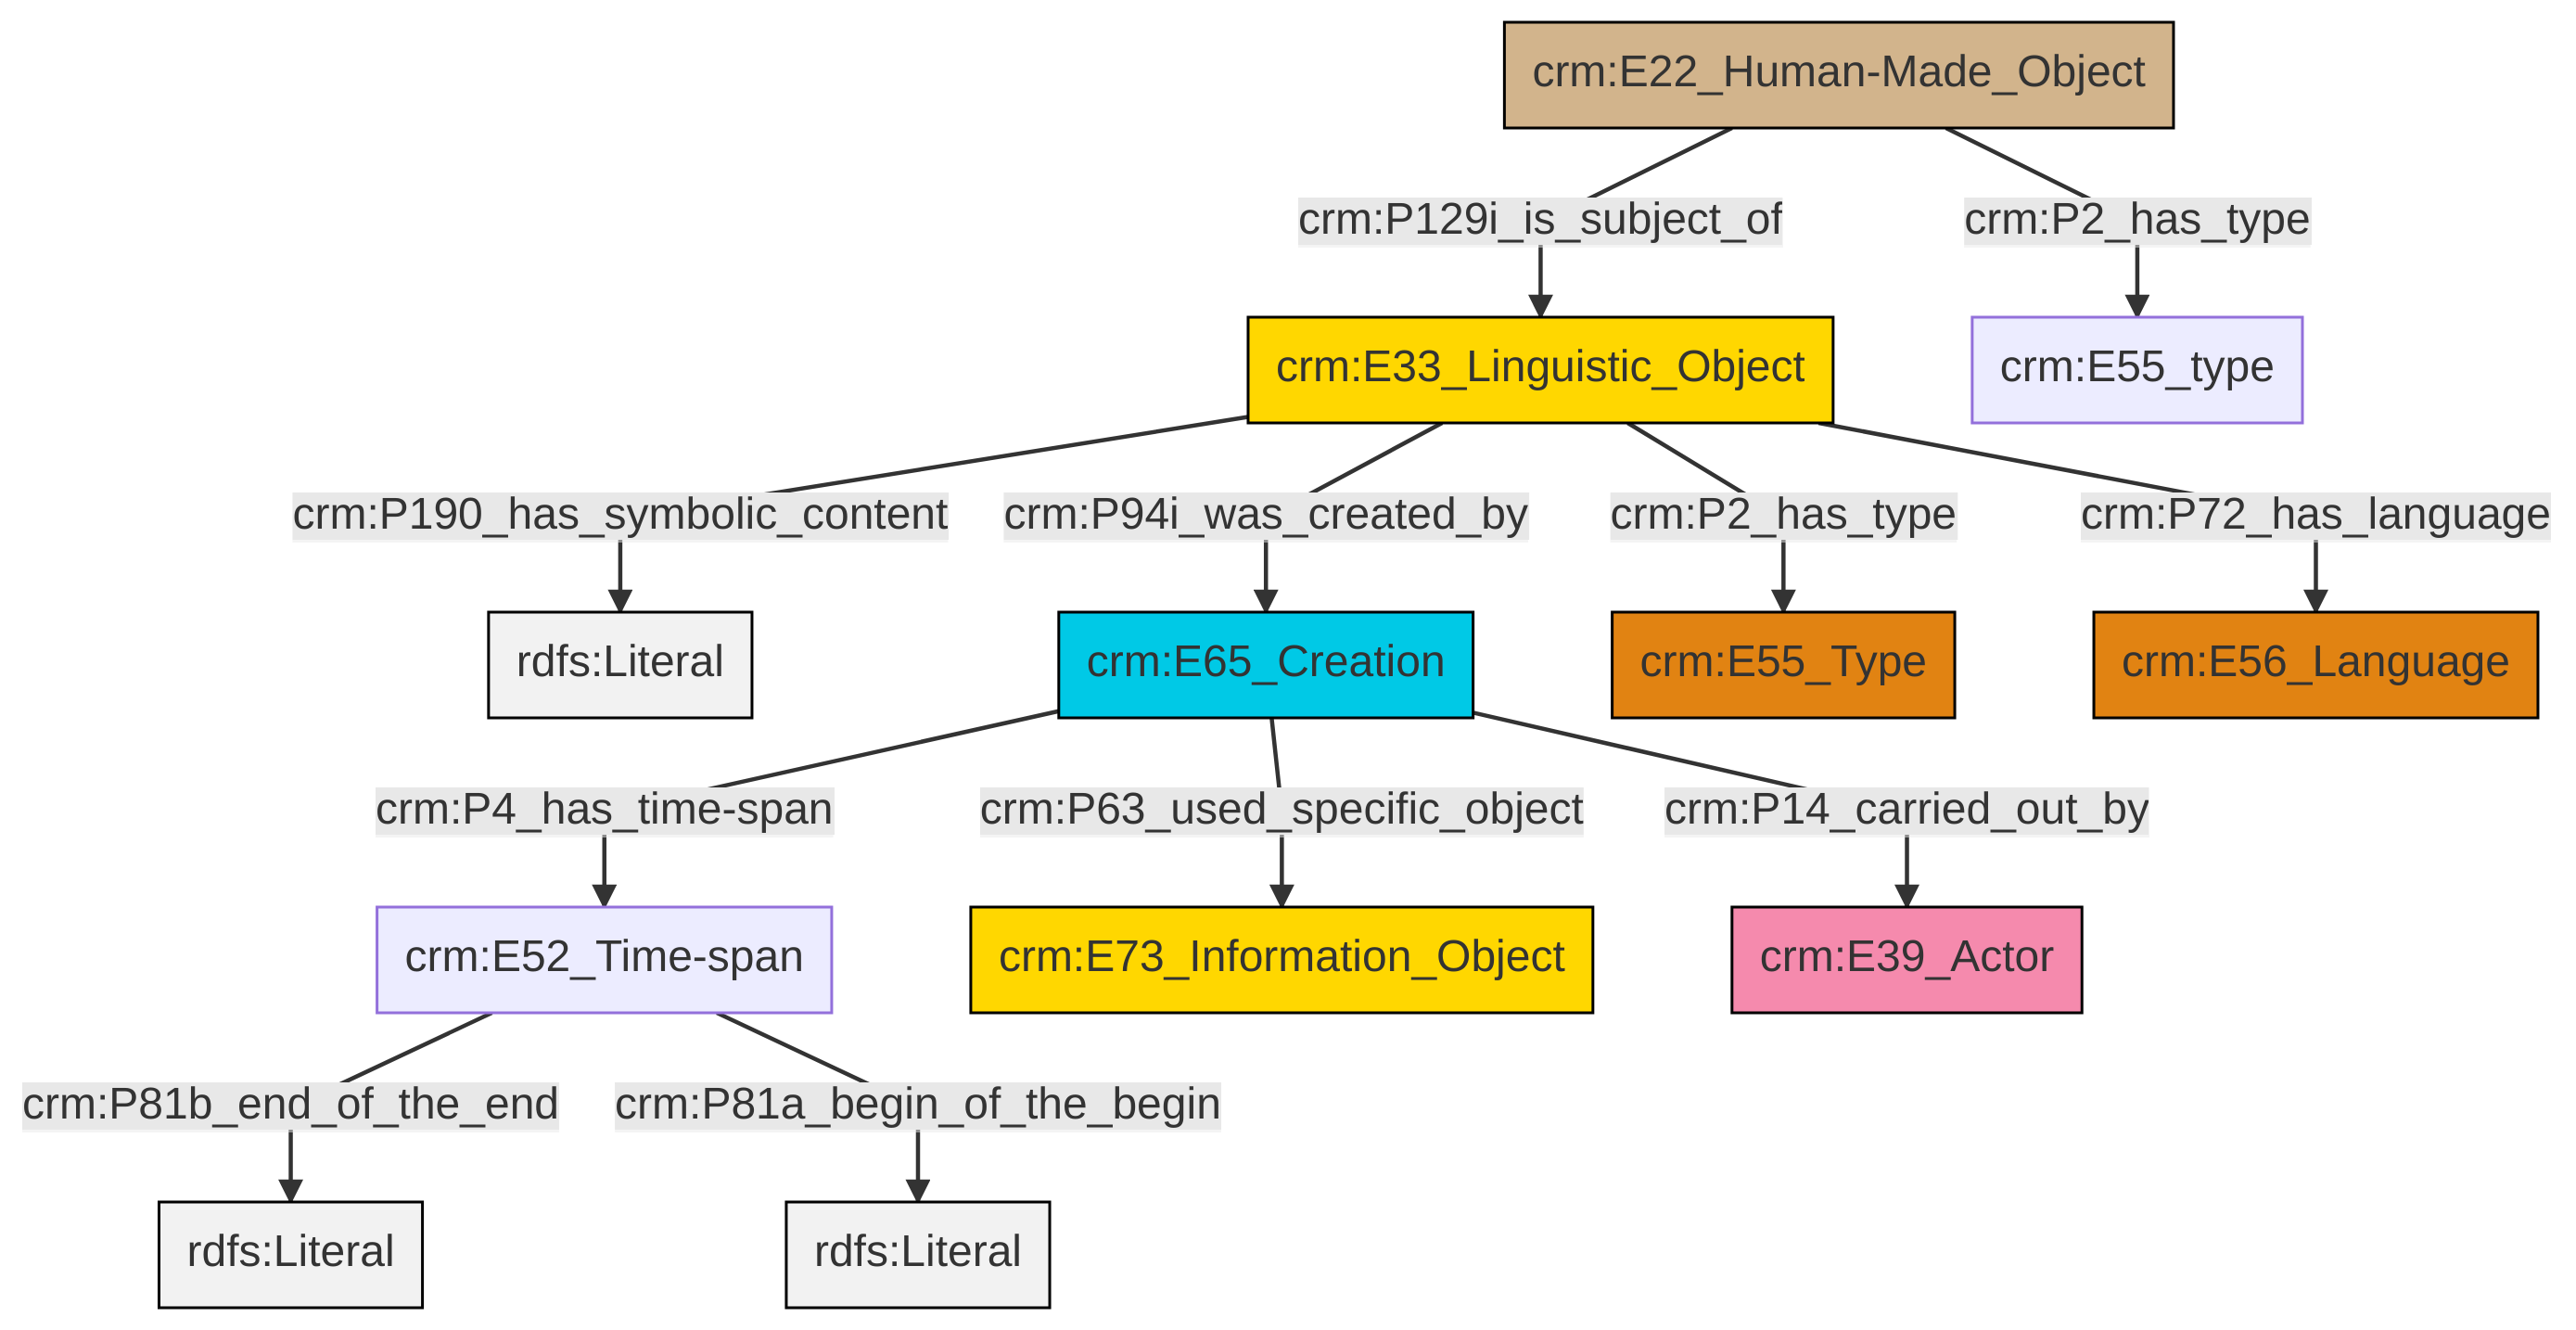 crm:E22_Human-Made_Object
crm:P129i_is_subject_of
crm:P2_has_type
crm:E33_Linguistic_Object
crm:E55_type
crm:P190_has_symbolic_content
crm:P94i_was_created_by
crm:P2_has_type
crm:P72_has_language
rdfs:Literal
crm:E65_Creation
crm:E55_Type
crm:E56_Language
crm:P4_has_time-span
crm:P63_used_specific_object
crm:P14_carried_out_by
crm:E52_Time-span
crm:E73_Information_Object
crm:E39_Actor
crm:P81b_end_of_the_end
crm:P81a_begin_of_the_begin
rdfs:Literal
rdfs:Literal